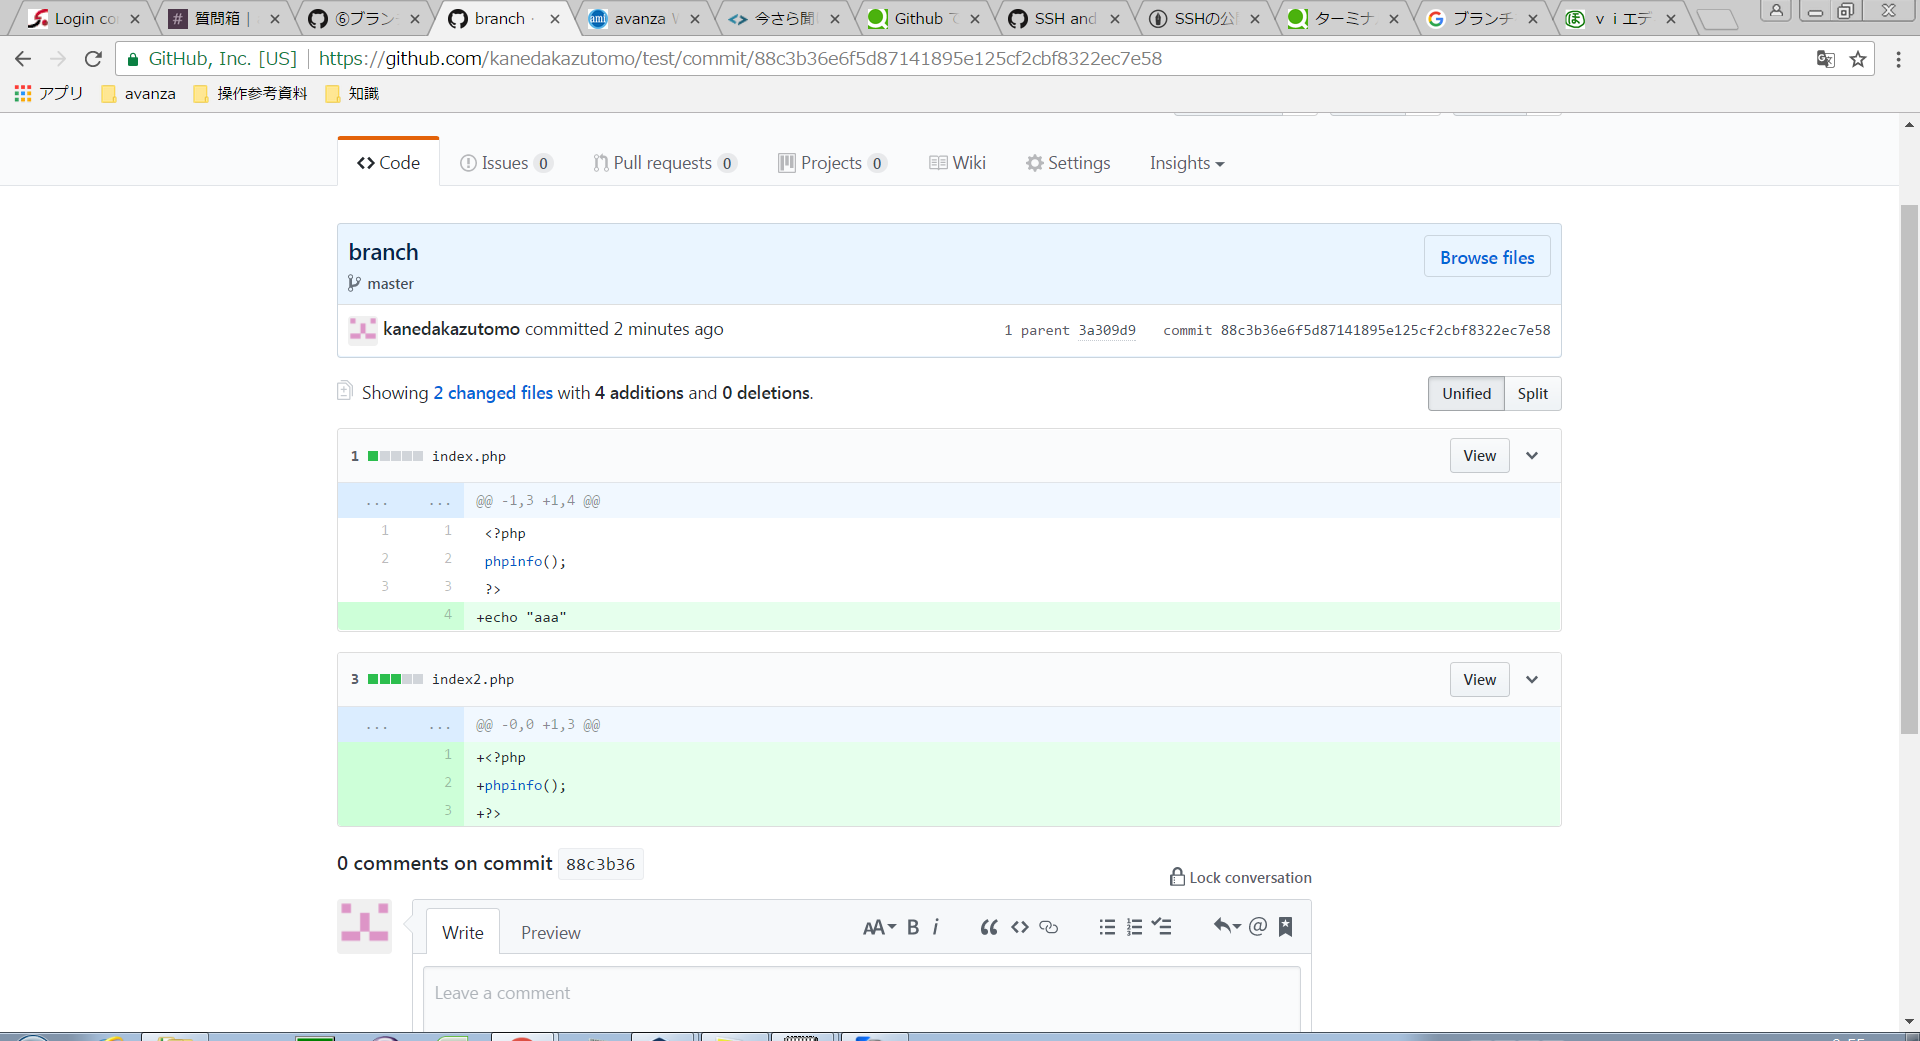 Login co
質問箱 |
⑥ブラン
branch ·
avanza
今さら聞
Github
SSH and
SSHの公
ターミナ
ブランチ
ｖｉエデ
GitHub, Inc. [US] https://github.com/kanedakazutomo/test/commit/88c3b36e6f5d87141895e125cf2cbf8322ec7e58
アプリ avanza 操作参考資料 知識
Code Issues 0 Pull requests 0 Projects 0 Wiki Settings Insights
branch
Browse files
master
kanedakazutomo committed 2 minutes ago 1 parent 3a309d9 commit 88c3b36e6f5d87141895e125cf2cbf8322ec7e58
Showing 2 changed files with 4 additions and 0 deletions. Unified Split
1 index.php View
... ... @@ -1,3 +1,4 @@
1 1 <?php
2 2 phpinfo();
3 3 ?>
4 +echo "aaa"
3 index2.php View
... ... @@ -0,0 +1,3 @@
1 +<?php
2 +phpinfo();
3 +?>
0 comments on commit 88c3b36
Lock conversation
Write Preview AA B i
Leave a comment